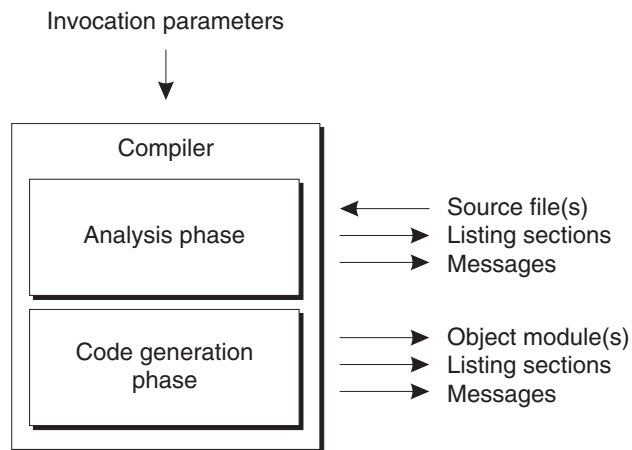 Invocation parameters
Compiler
Analysis phase
Source file(s)
Listing sections
Messages
Code generation
phase
Object module(s)
Listing sections
Messages